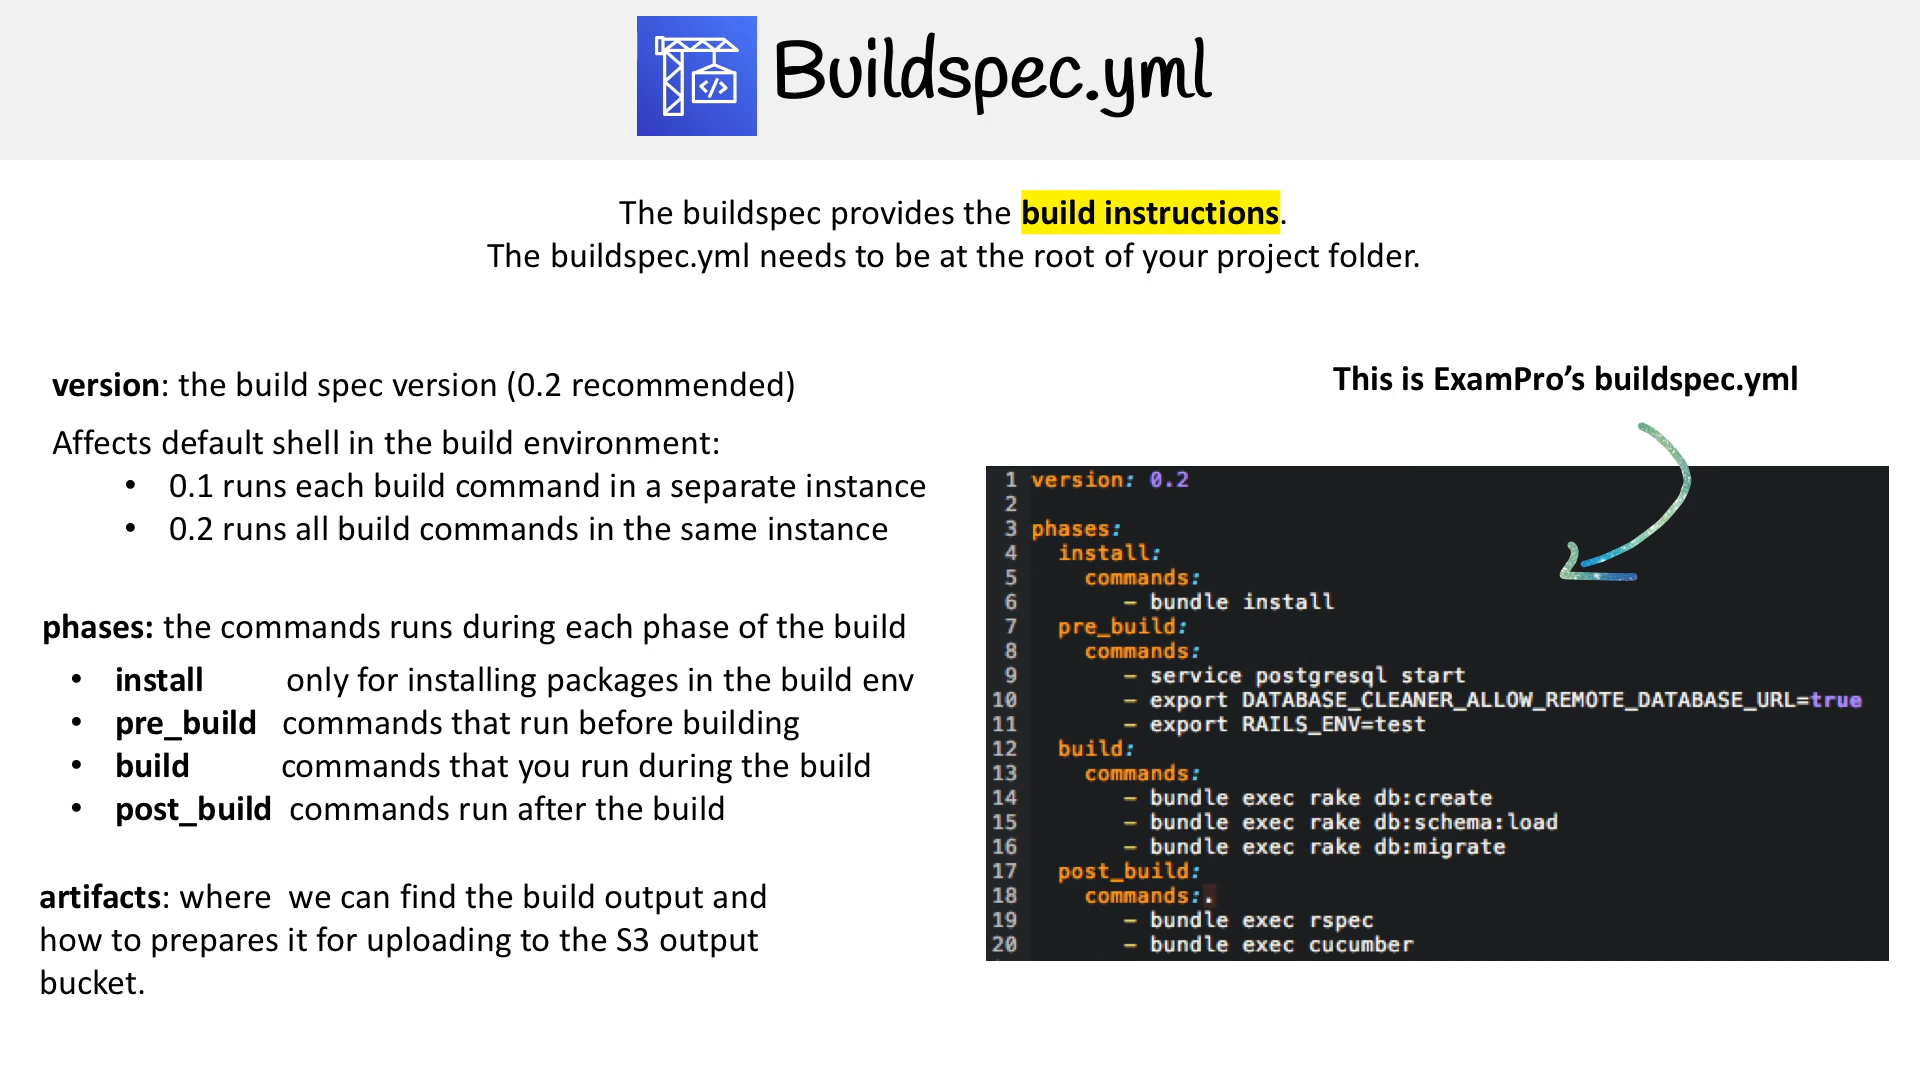 </>
Buildspec.yml
The buildspec provides the build instructions.
The buildspec.yml needs to be at the root of your project folder.
version: the build spec version (0.2 recommended)
Affects default shell in the build environment:
• 0.1 runs each build command in a separate instance
• 0.2 runs all build commands in the same instance
phases: the commands runs during each phase of the build
• install only for installing packages in the build env
• pre_build commands that run before building
• build commands that you run during the build
• post_build commands run after the build
artifacts: where we can find the build output and
how to prepares it for uploading to the S3 output
bucket.
This is ExamPro’s buildspec.yml
1 version: 0.2
2
3 phases:
4 install:
5 commands:
6 – bundle install
7 pre_build:
8 commands:
9 – service postgresql start
10 – export DATABASE_CLEANER_ALLOW_REMOTE_DATABASE_URL=true
11 – export RAILS_ENV=test
12 build:
13 commands:
14 – bundle exec rake db:create
15 – bundle exec rake db:schema:load
16 – bundle exec rake db:migrate
17 post_build:
18 commands:.
19 – bundle exec rspec
20 – bundle exec cucumber